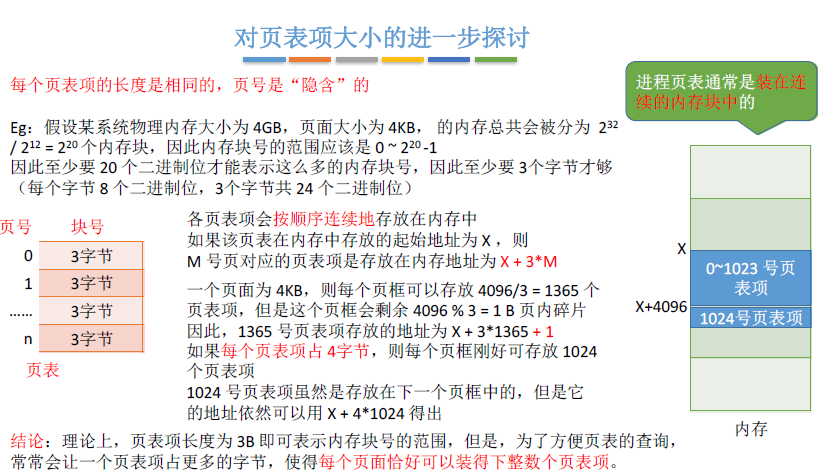 对页表项大小的进一步探讨
每个页表项的长度是相同的，页号是“隐含”的
进程页表通常是装在连
续的内存块中的
Eg：假设某系统物理内存大小为 4GB，页面大小为 4KB， 的内存总共会被分为 2³²
/ 2¹² = 2²⁰ 个内存块，因此内存块号的范围应该是 0 ~ 2²⁰ -1
因此至少要 20 个二进制位才能表示这么多的内存块号，因此至少要 3个字节才够
（每个字节 8 个二进制位，3个字节共 24 个二进制位）
页号 块号
0 3字节
1 3字节
…… 3字节
n 3字节
页表
各页表项会按顺序连续地存放在内存中
如果该页表在内存中存放的起始地址为 X ，则
M 号页对应的页表项是存放在内存地址为 X + 3*M
一个页面为 4KB，则每个页框可以存放 4096/3 = 1365 个
页表项，但是这个页框会剩余 4096 % 3 = 1 B 页内碎片
因此，1365 号页表项存放的地址为 X + 3*1365 + 1
如果每个页表项占 4字节，则每个页框刚好可存放 1024
个页表项
1024 号页表项虽然是存放在下一个页框中的，但是它
的地址依然可以用 X + 4*1024 得出
X
0~1023 号页
表项
X+4096
1024号页表项
内存
结论：理论上，页表项长度为 3B 即可表示内存块号的范围，但是，为了方便页表的查询，
常常会让一个页表项占更多的字节，使得每个页面恰好可以装得下整数个页表项。